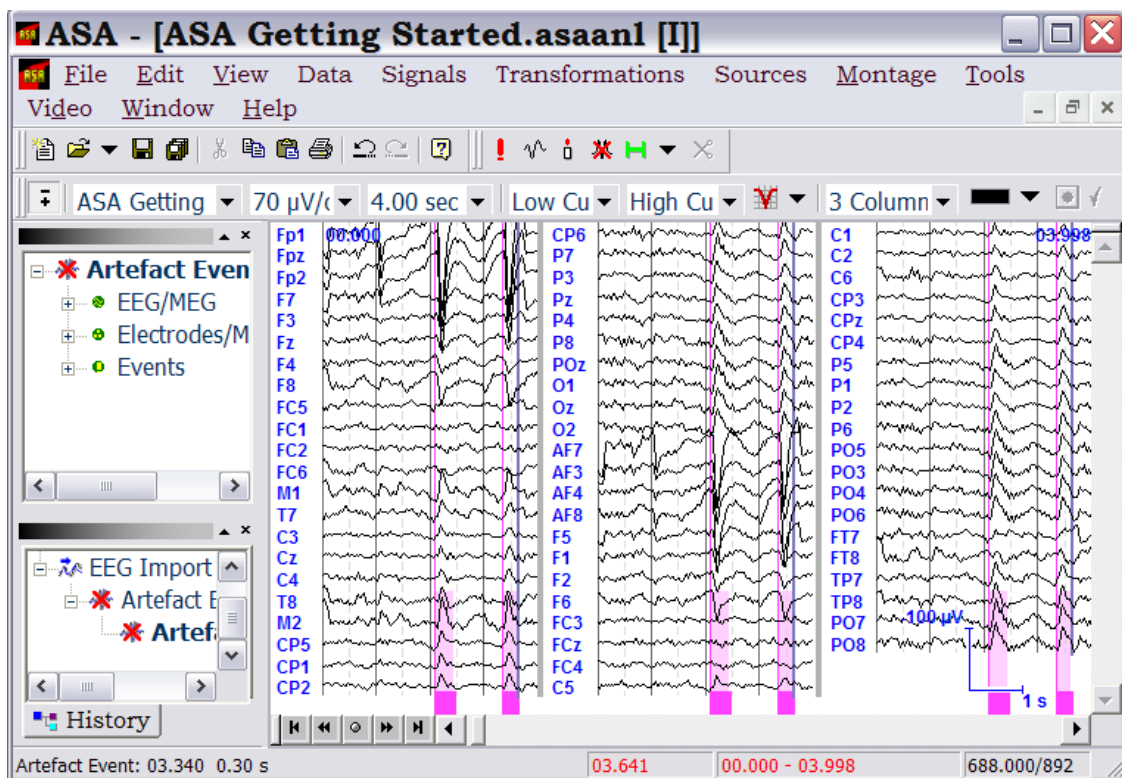 ASA - [ASA Getting Started.asaanl [I]]
File Edit View Data Signals Transformations Sources Montage Tools
Video Window Help
ASA Getting 70 µV/ 4.00 sec Low Cu High Cu 3 Column
Artefact Even
EEG/MEG
Electrodes/M
Events
EEG Import
Artefact E
Artefa
History
00.000
Fp1
Fpz
Fp2
F7
F3
Fz
F4
F8
FC5
FC1
FC2
FC6
M1
T7
C3
Cz
C4
T8
M2
CP5
CP1
CP2
CP6
P7
P3
Pz
P4
P8
POz
O1
Oz
O2
AF7
AF3
AF4
AF8
F5
F1
F2
F6
FC3
FCz
FC4
C5
03.998
C1
C2
C6
CP3
CPz
CP4
P5
P1
P2
P6
PO5
PO3
PO4
PO6
FT7
FT8
TP7
TP8
PO7
PO8
100 µV
1 s
Artefact Event: 03.340 0.30 s 03.641 00.000 - 03.998 688.000/892